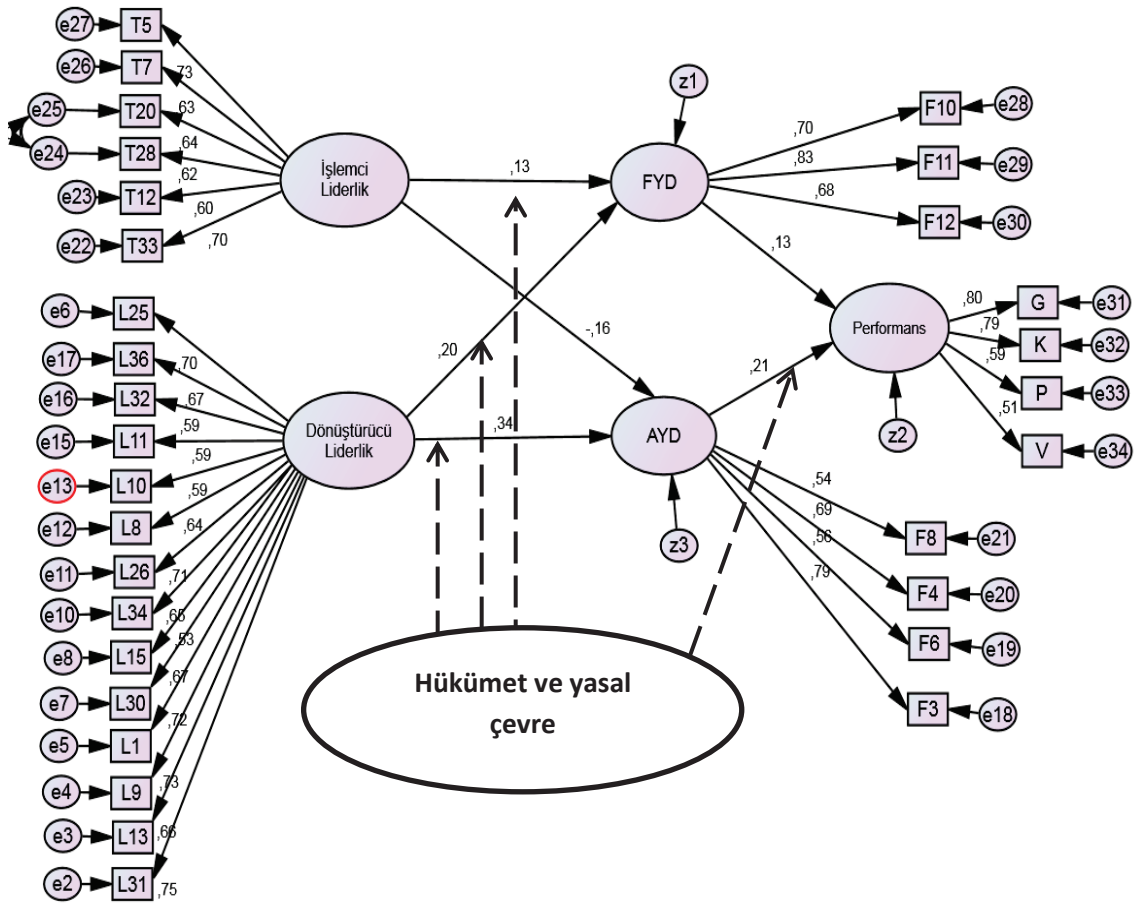 e27
T5
,73
e26
T7
,63
e25
T20
,64
e24
T28
,62
e23
T12
,60
e22
T33
,70
İşlemci
Liderlik
,13
-,16
z1
FYD
,70
F10
e28
,83
F11
e29
,68
F12
e30
,13
e6
L25
,70
e17
L36
,67
e16
L32
,59
e15
L11
,59
e13
L10
,59
e12
L8
,64
e11
L26
,71
e10
L34
,65
e8
L15
,53
e7
L30
,67
e5
L1
,72
e4
L9
,73
e3
L13
,66
e2
L31
,75
Dönüştürücü
Liderlik
,20
,34
AYD
z3
,21
Performans
z2
,80
G
e31
,79
K
e32
,59
P
e33
,51
V
e34
,54
F8
e21
,69
F4
e20
,56
F6
e19
,79
F3
e18
Hükümet ve yasal
çevre